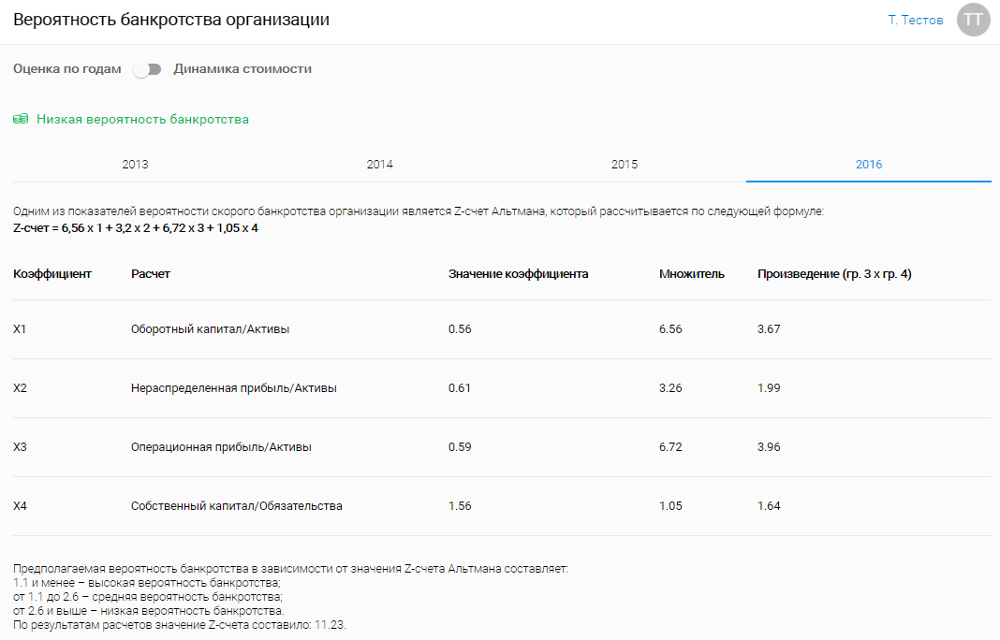 Вероятность банкротства организации
Т. Тестов
ТТ
Оценка по годам
Динамика стоимости
Низкая вероятность банкротства
2013 2014 2015 2016
Одним из показателей вероятности скорого банкротства организации является Z-счет Альтмана, который рассчитывается по следующей формуле:
Z-счет = 6,56 x 1 + 3,2 x 2 + 6,72 x 3 + 1,05 x 4
Коэффициент Расчет Значение коэффициента Множитель Произведение (гр. 3 х гр. 4)
X1 Оборотный капитал/Активы 0.56 6.56 3.67
X2 Нераспределенная прибыль/Активы 0.61 3.26 1.99
X3 Операционная прибыль/Активы 0.59 6.72 3.96
X4 Собственный капитал/Обязательства 1.56 1.05 1.64
Предполагаемая вероятность банкротства в зависимости от значения Z-счета Альтмана составляет:
1.1 и менее – высокая вероятность банкротства;
от 1.1 до 2.6 – средняя вероятность банкротства;
от 2.6 и выше – низкая вероятность банкротства.
По результатам расчетов значение Z-счета составило: 11.23.